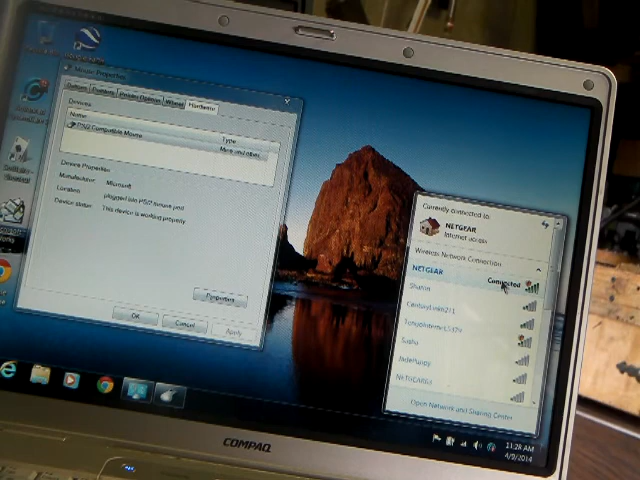 Mouse Properties
Buttons Pointers Pointer Options Wheel Hardware
Devices
Name Type
PS/2 Compatible Mouse Mice and other
Device Properties
Manufacturer: Microsoft
Location: plugged into PS/2 mouse port
Device status: This device is working properly
Properties
OK Cancel Apply
Currently connected to:
NETGEAR
Internet access
Wireless Network Connection
NETGEAR Connected
Sharon
Sasha
Open Network and Sharing Center
11:28 AM
4/9/2014
COMPAQ